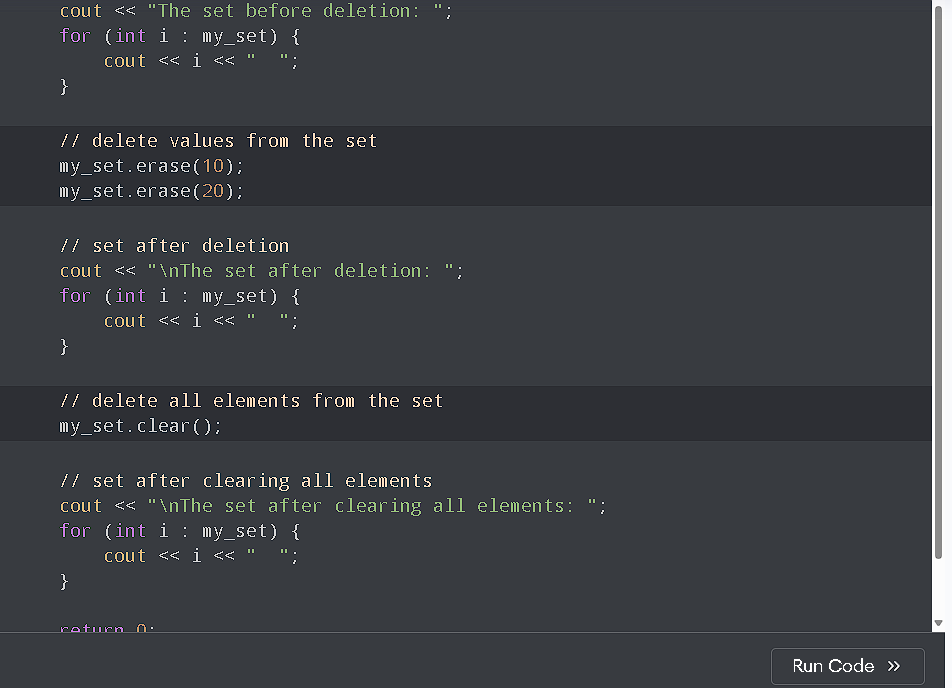 cout << "The set before deletion: ";
for (int i : my_set) {
    cout << i << "  ";
}
// delete values from the set
my_set.erase(10);
my_set.erase(20);
// set after deletion
cout << "\nThe set after deletion: ";
for (int i : my_set) {
    cout << i << "  ";
}
// delete all elements from the set
my_set.clear();
// set after clearing all elements
cout << "\nThe set after clearing all elements: ";
for (int i : my_set) {
    cout << i << "  ";
}
return 0;
Run Code »